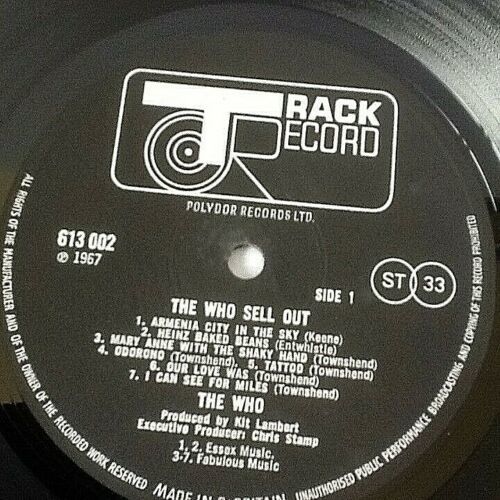 TRACK
RECORD
POLYDOR RECORDS LTD.
613 002
℗ 1967
SIDE 1
ST 33
THE WHO SELL OUT
1. ARMENIA CITY IN THE SKY (Keene)
2. HEINZ BAKED BEANS (Entwhistle)
3. MARY ANNE WITH THE SHAKY HAND (Townshend)
4. ODORONO (Townshend). 5. TATTOO (Townshend)
6. OUR LOVE WAS (Townshend)
7. I CAN SEE FOR MILES (Townshend)
THE WHO
Produced by Kit Lambert
Executive Producer: Chris Stamp
1, 2, Essex Music,
3-7. Fabulous Music
ALL RIGHTS OF THE MANUFACTURER AND OF THE OWNER OF THE RECORDED WORK RESERVED
MADE IN G. BRITAIN
UNAUTHORISED PUBLIC PERFORMANCE BROADCASTING AND COPYING OF THIS RECORD PROHIBITED